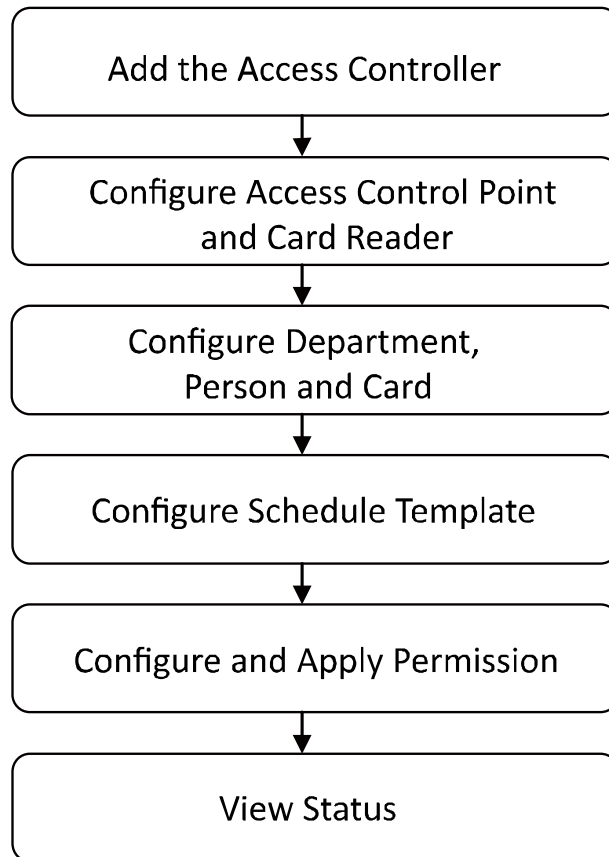 Add the Access Controller
Configure Access Control Point
and Card Reader
Configure Department,
Person and Card
Configure Schedule Template
Configure and Apply Permission
View Status